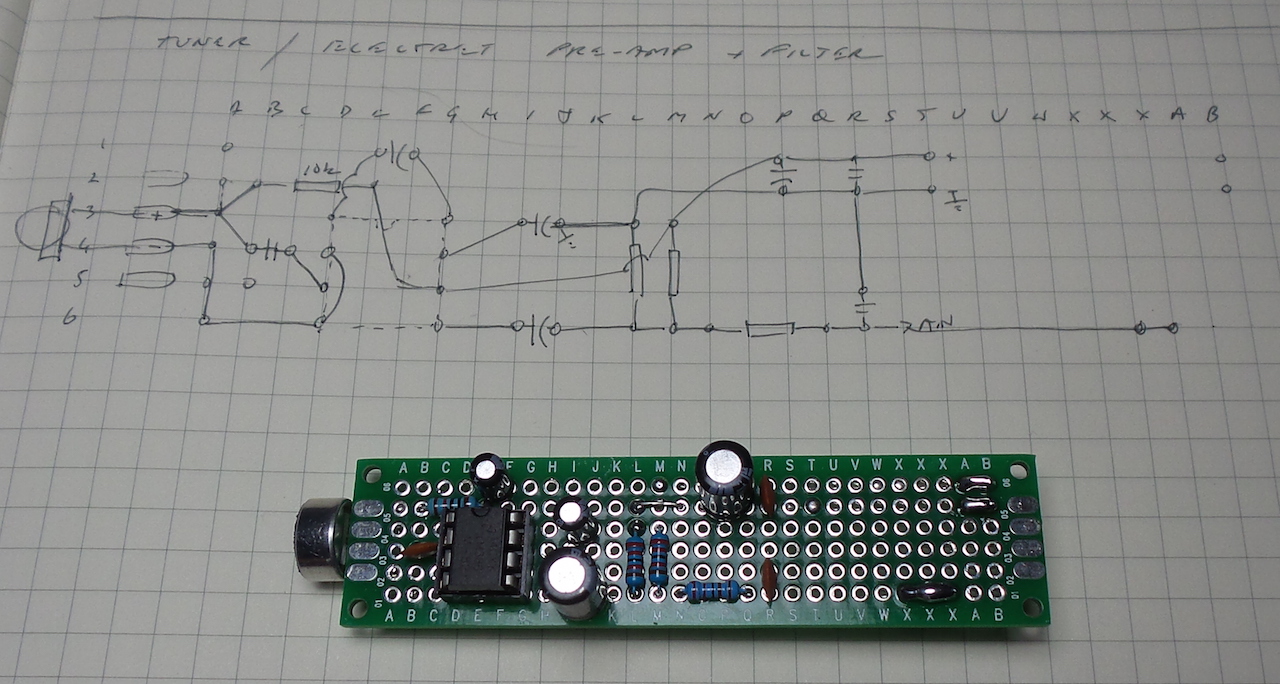 TUNER / ELECTRET PRE-AMP + FILTER
A B C D E F G H I J K L M N O P Q R S T U V W X X X A B
1
2 10k
3 + 
4 -
5
6
+
AIN
A B C D F G H I J K L M N R S T U V W X X X A B
06 06
05 05
04 04
03 03
02 02
01 01
A B C D E F G K L M N Q R S T U V W X X X A B